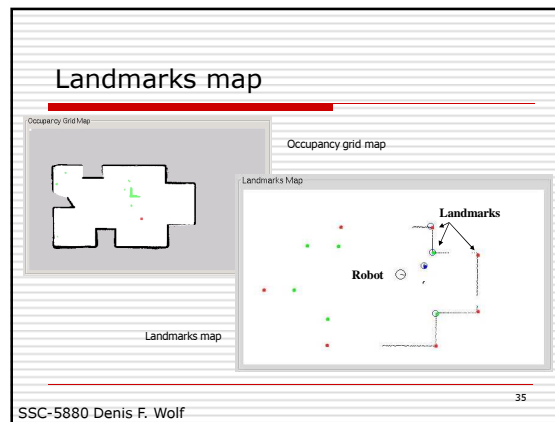 Landmarks map
Occupancy Grid Map
Occupancy grid map
Landmarks Map
Landmarks
Robot
Landmarks map
35
SSC-5880 Denis F. Wolf